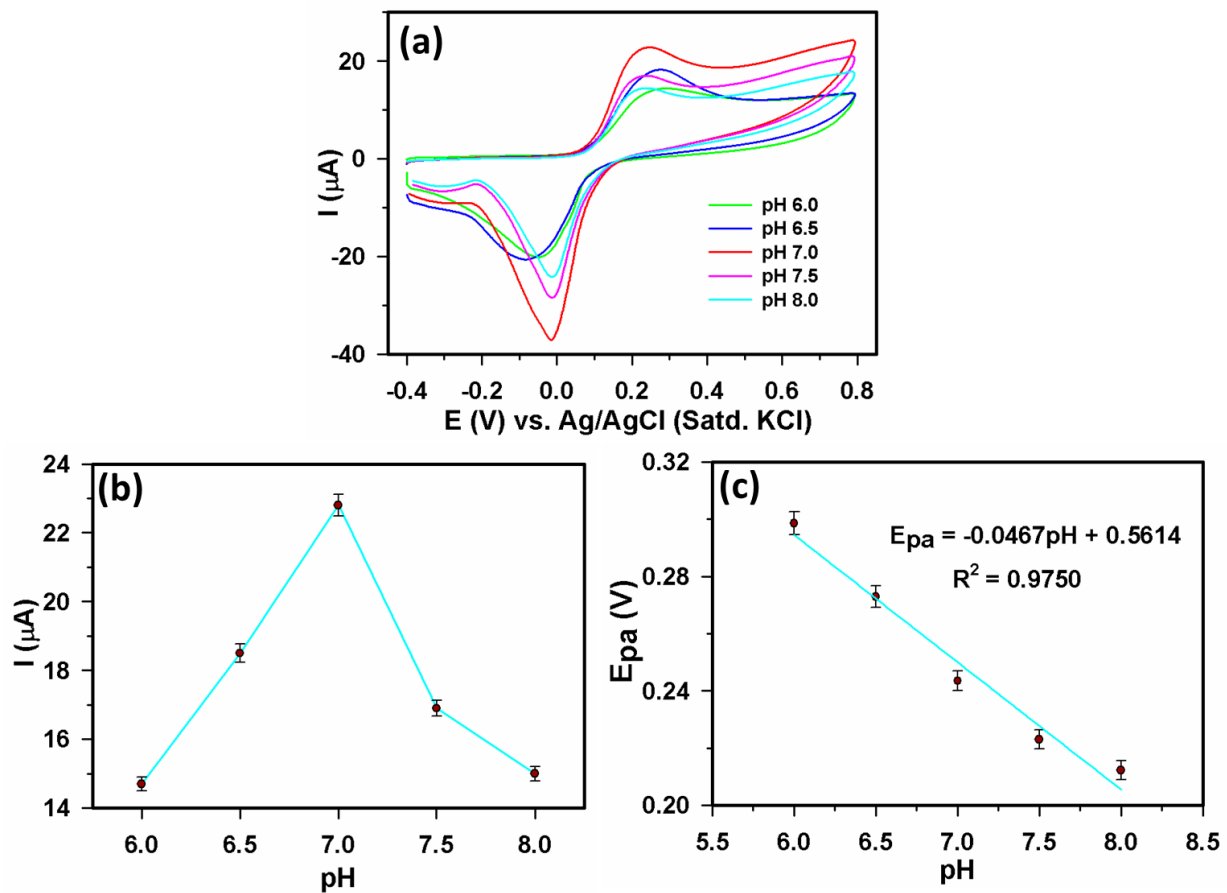 (a)
20
0
-20
-40
I (μA)
pH 6.0
pH 6.5
pH 7.0
pH 7.5
pH 8.0
-0.4 -0.2 0.0 0.2 0.4 0.6 0.8
E (V) vs. Ag/AgCl (Satd. KCl)
(b)
24
22
20
18
16
14
I (μA)
6.0 6.5 7.0 7.5 8.0
pH
(c)
0.32
0.28
0.24
0.20
Epa (V)
Epa = -0.0467pH + 0.5614
R² = 0.9750
5.5 6.0 6.5 7.0 7.5 8.0 8.5
pH